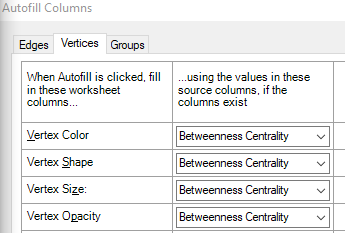 Autofill Columns
Edges Vertices Groups
When Autofill is clicked, fill
in these worksheet
columns...
...using the values in these
source columns, if the
columns exist
Vertex Color Betweenness Centrality
Vertex Shape Betweenness Centrality
Vertex Size: Betweenness Centrality
Vertex Opacity Betweenness Centrality